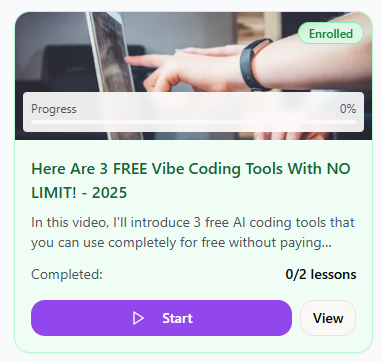 Enrolled
Progress 0%
Here Are 3 FREE Vibe Coding Tools With NO
LIMIT! - 2025
In this video, I'll introduce 3 free AI coding tools that
you can use completely for free without paying...
Completed: 0/2 lessons
Start View